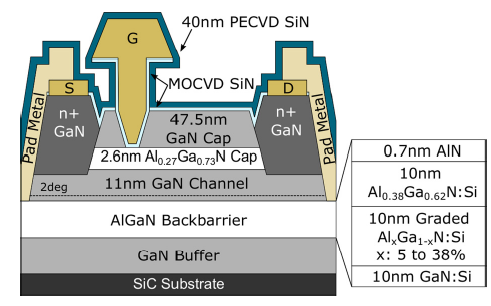 40nm PECVD SiN
G
MOCVD SiN
S
D
n+
GaN
n+
GaN
Pad Metal
Pad Metal
47.5nm
GaN Cap
2.6nm Al0.27Ga0.73N Cap
11nm GaN Channel
2deg
AlGaN Backbarrier
GaN Buffer
SiC Substrate
0.7nm AlN
10nm
Al0.38Ga0.62N:Si
10nm Graded
AlxGa1-xN:Si
x: 5 to 38%
10nm GaN:Si